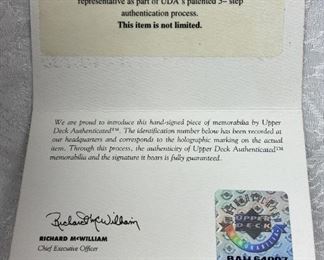 representative as part of UDA's patented 5– step
authentication process.
This item is not limited.
We are proud to introduce this hand-signed piece of memorabilia by Upper
Deck Authenticated™. The identification number below has been recorded at
our headquarters and corresponds to the holographic marking on the actual
item. Through this process, the authenticity of Upper Deck Authenticated™
memorabilia and the signature it bears is fully guaranteed.
Richard McWilliam
RICHARD McWILLIAM
Chief Executive Officer
UPPER
DECK